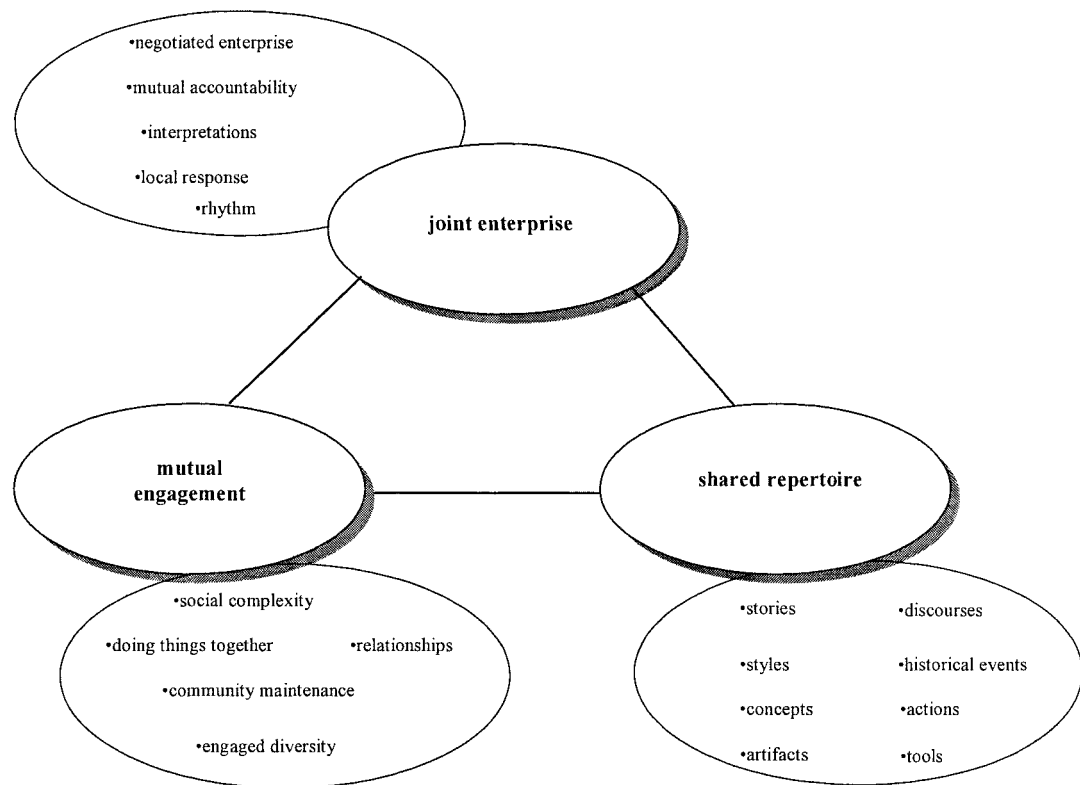 •negotiated enterprise
•mutual accountability
•interpretations
•local response
•rhythm
joint enterprise
mutual
engagement
shared repertoire
•social complexity
•doing things together •relationships
•community maintenance
•engaged diversity
•stories •discourses
•styles •historical events
•concepts •actions
•artifacts •tools